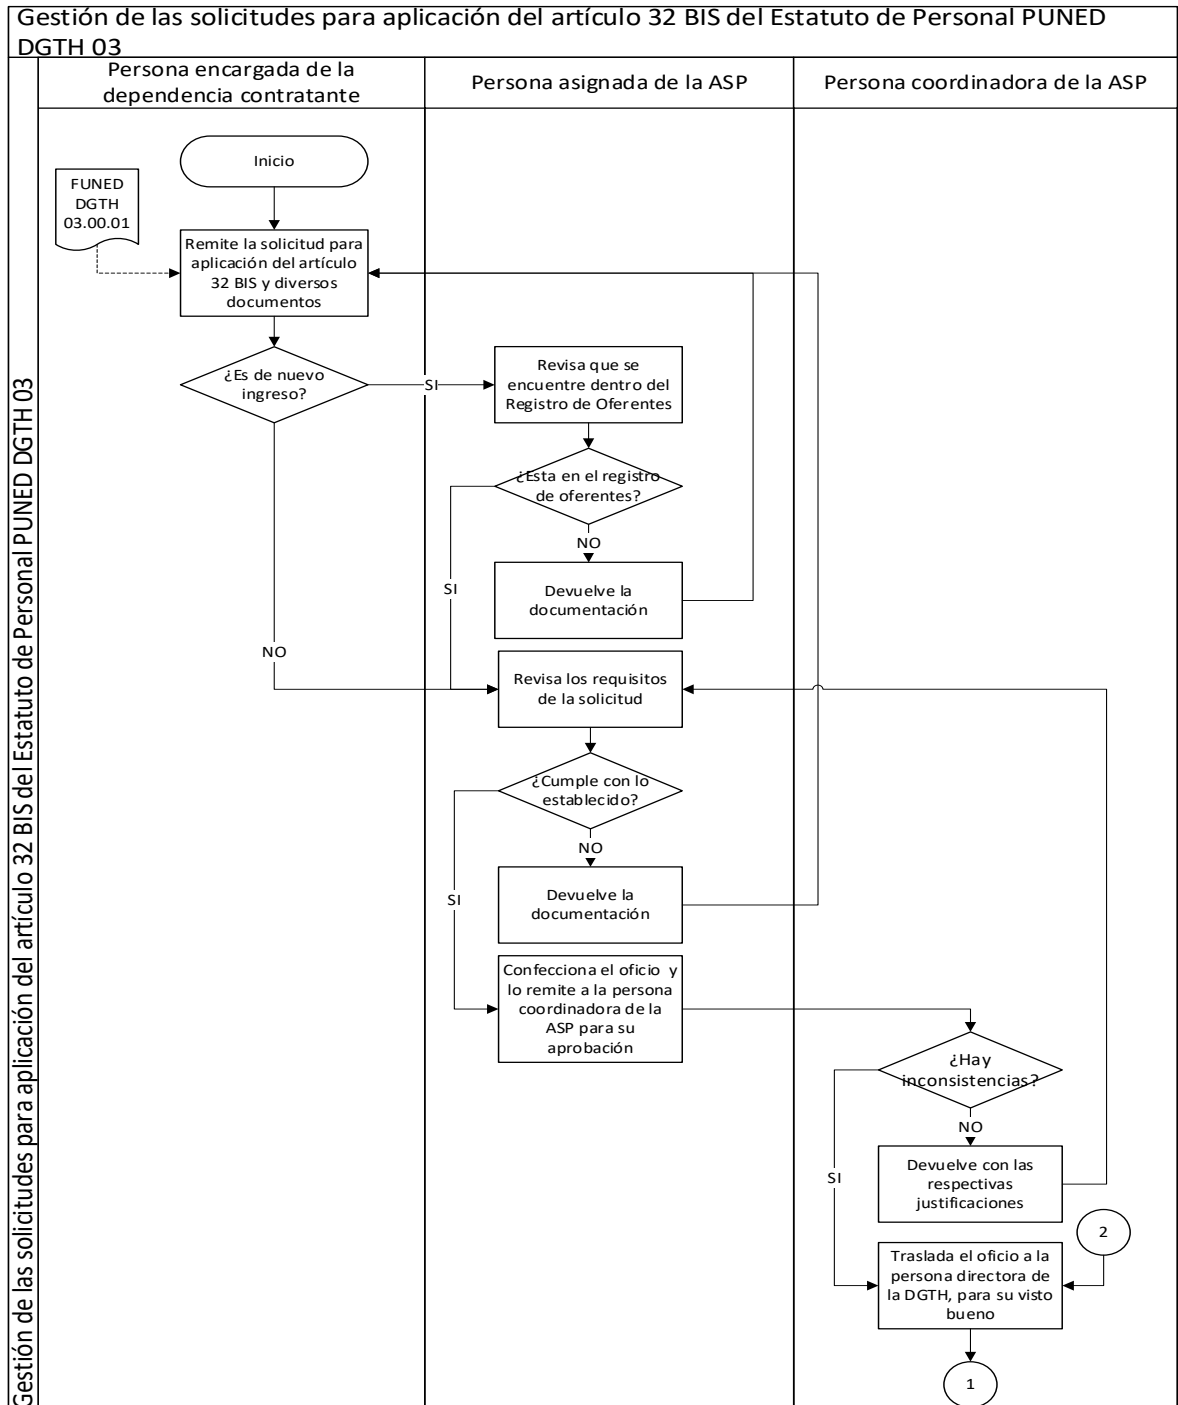 Gestión de las solicitudes para aplicación del artículo 32 BIS del Estatuto de Personal PUNED
DGTH 03
Gestión de las solicitudes para aplicación del artículo 32 BIS del Estatuto de Personal PUNED DGTH 03
Persona encargada de la
dependencia contratante
Persona asignada de la ASP
Persona coordinadora de la ASP
Inicio
FUNED
DGTH
03.00.01
Remite la solicitud para
aplicación del artículo
32 BIS y diversos
documentos
¿Es de nuevo
ingreso?
SI
Revisa que se
encuentre dentro del
Registro de Oferentes
¿Esta en el registro
de oferentes?
NO
SI
Devuelve la
documentación
NO
Revisa los requisitos
de la solicitud
¿Cumple con lo
establecido?
NO
SI
Devuelve la
documentación
Confecciona el oficio y
lo remite a la persona
coordinadora de la
ASP para su
aprobación
¿Hay
inconsistencias?
NO
SI
Devuelve con las
respectivas
justificaciones
2
Traslada el oficio a la
persona directora de
la DGTH, para su visto
bueno
1